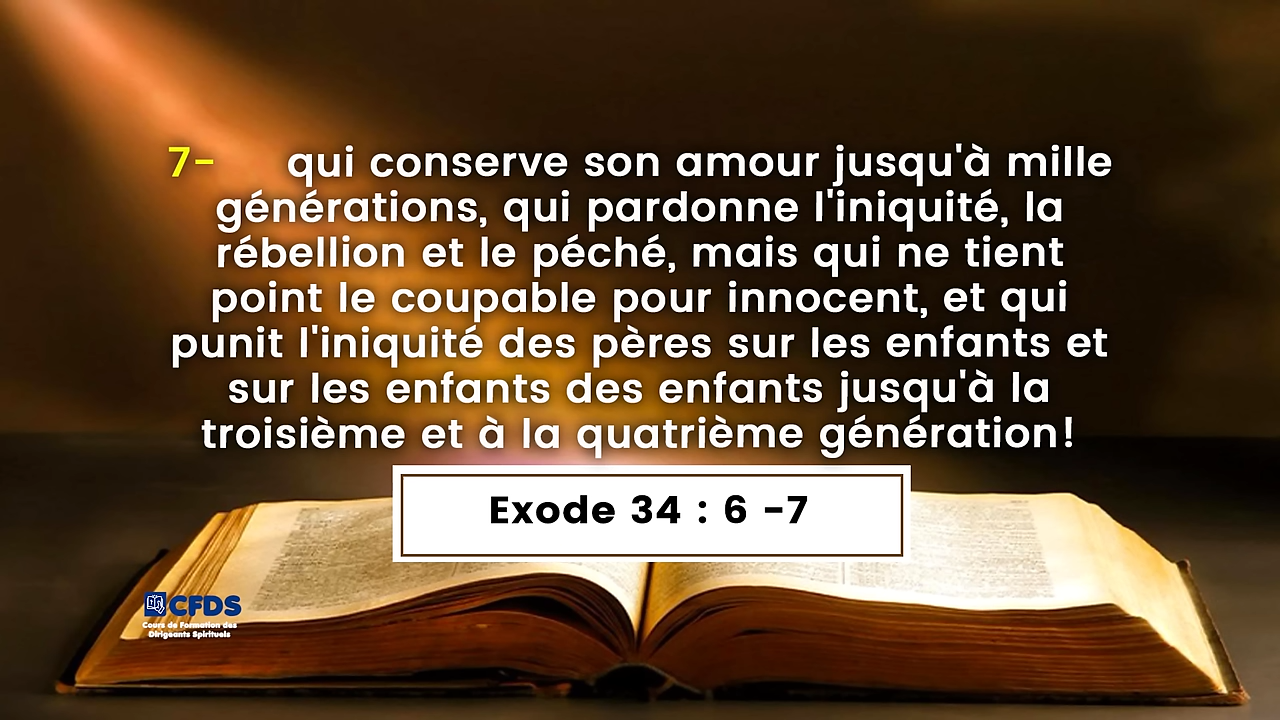 7- qui conserve son amour jusqu'à mille
générations, qui pardonne l'iniquité, la
rébellion et le péché, mais qui ne tient
point le coupable pour innocent, et qui
punit l'iniquité des pères sur les enfants et
sur les enfants des enfants jusqu'à la
troisième et à la quatrième génération!
Exode 34 : 6 -7
CFDS
Cours de Formation des
Dirigeants Spirituels